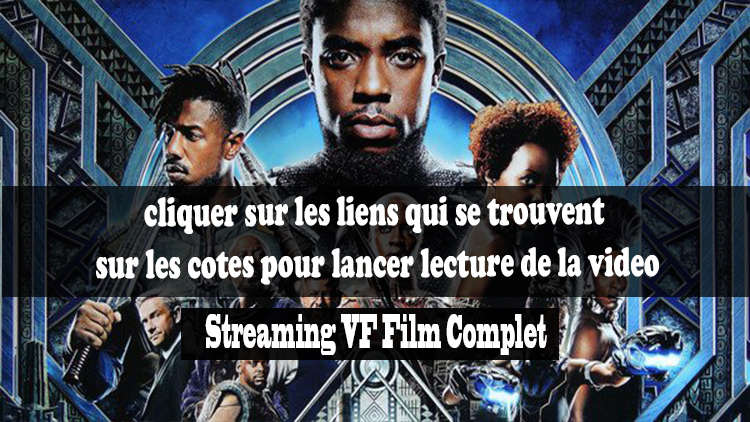 cliquer sur les liens qui se trouvent
sur les cotes pour lancer lecture de la video
Streaming VF Film Complet